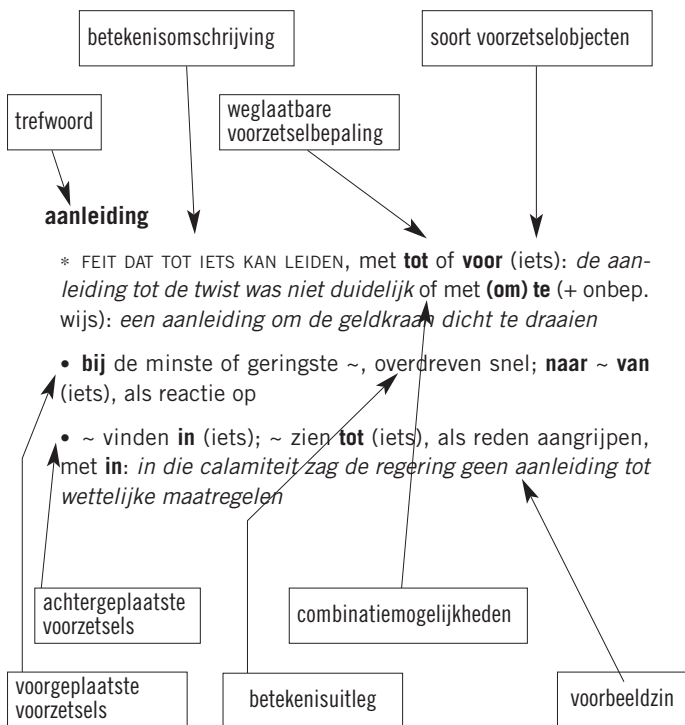 betekenisomschrijving
soort voorzetselobjecten
trefwoord
weglaatbare
voorzetselbepaling
aanleiding
* FEIT DAT TOT IETS KAN LEIDEN, met tot of voor (iets): de aan-
leiding tot de twist was niet duidelijk of met (om) te (+ onbep.
wijs): een aanleiding om de geldkraan dicht te draaien
• bij de minste of geringste ~, overdreven snel; naar ~ van
(iets), als reactie op
• ~ vinden in (iets); ~ zien tot (iets), als reden aangrijpen,
met in: in die calamiteit zag de regering geen aanleiding tot
wettelijke maatregelen
achtergeplaatste
voorzetsels
combinatiemogelijkheden
voorgeplaatste
voorzetsels
betekenisuitleg
voorbeeldzin